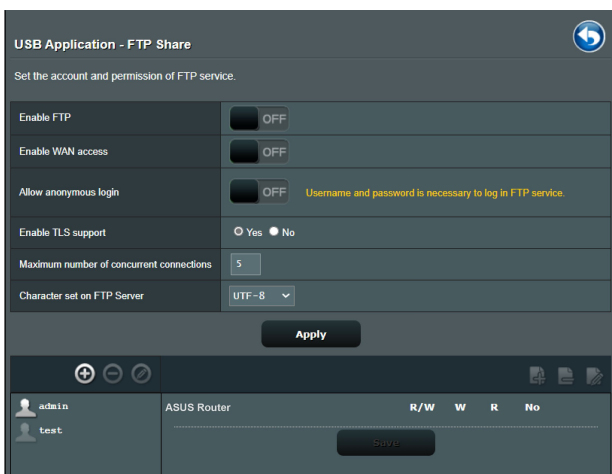 USB Application - FTP Share
Set the account and permission of FTP service.
Enable FTP OFF
Enable WAN access OFF
Allow anonymous login OFF Username and password is necessary to log in FTP service.
Enable TLS support Yes No
Maximum number of concurrent connections 5
Character set on FTP Server UTF-8
Apply
admin ASUS Router R/W W R No
test
Save